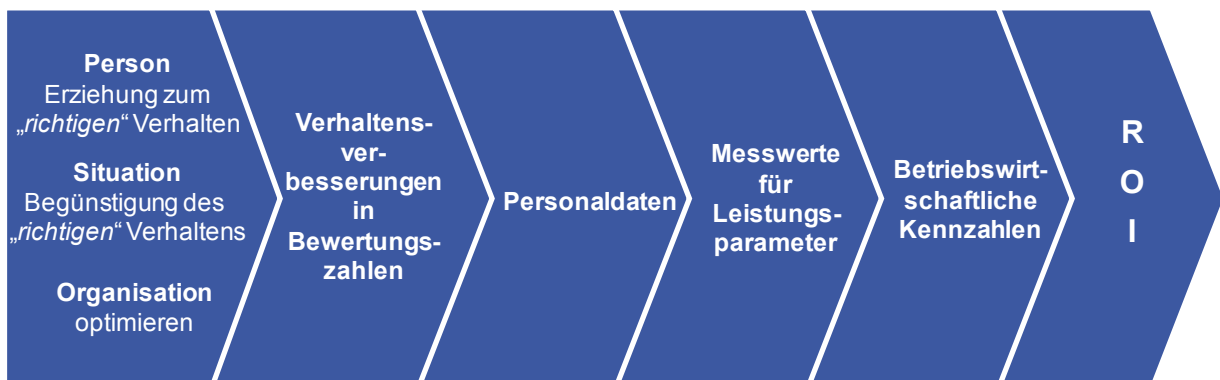 Person
Erziehung zum
„richtigen“ Verhalten
Situation
Begünstigung des
„richtigen“ Verhaltens
Organisation
optimieren
Verhaltens-
ver-
besserungen
in
Bewertungs-
zahlen
Personaldaten
Messwerte
für
Leistungs-
parameter
Betriebswirt-
schaftliche
Kennzahlen
R
O
I